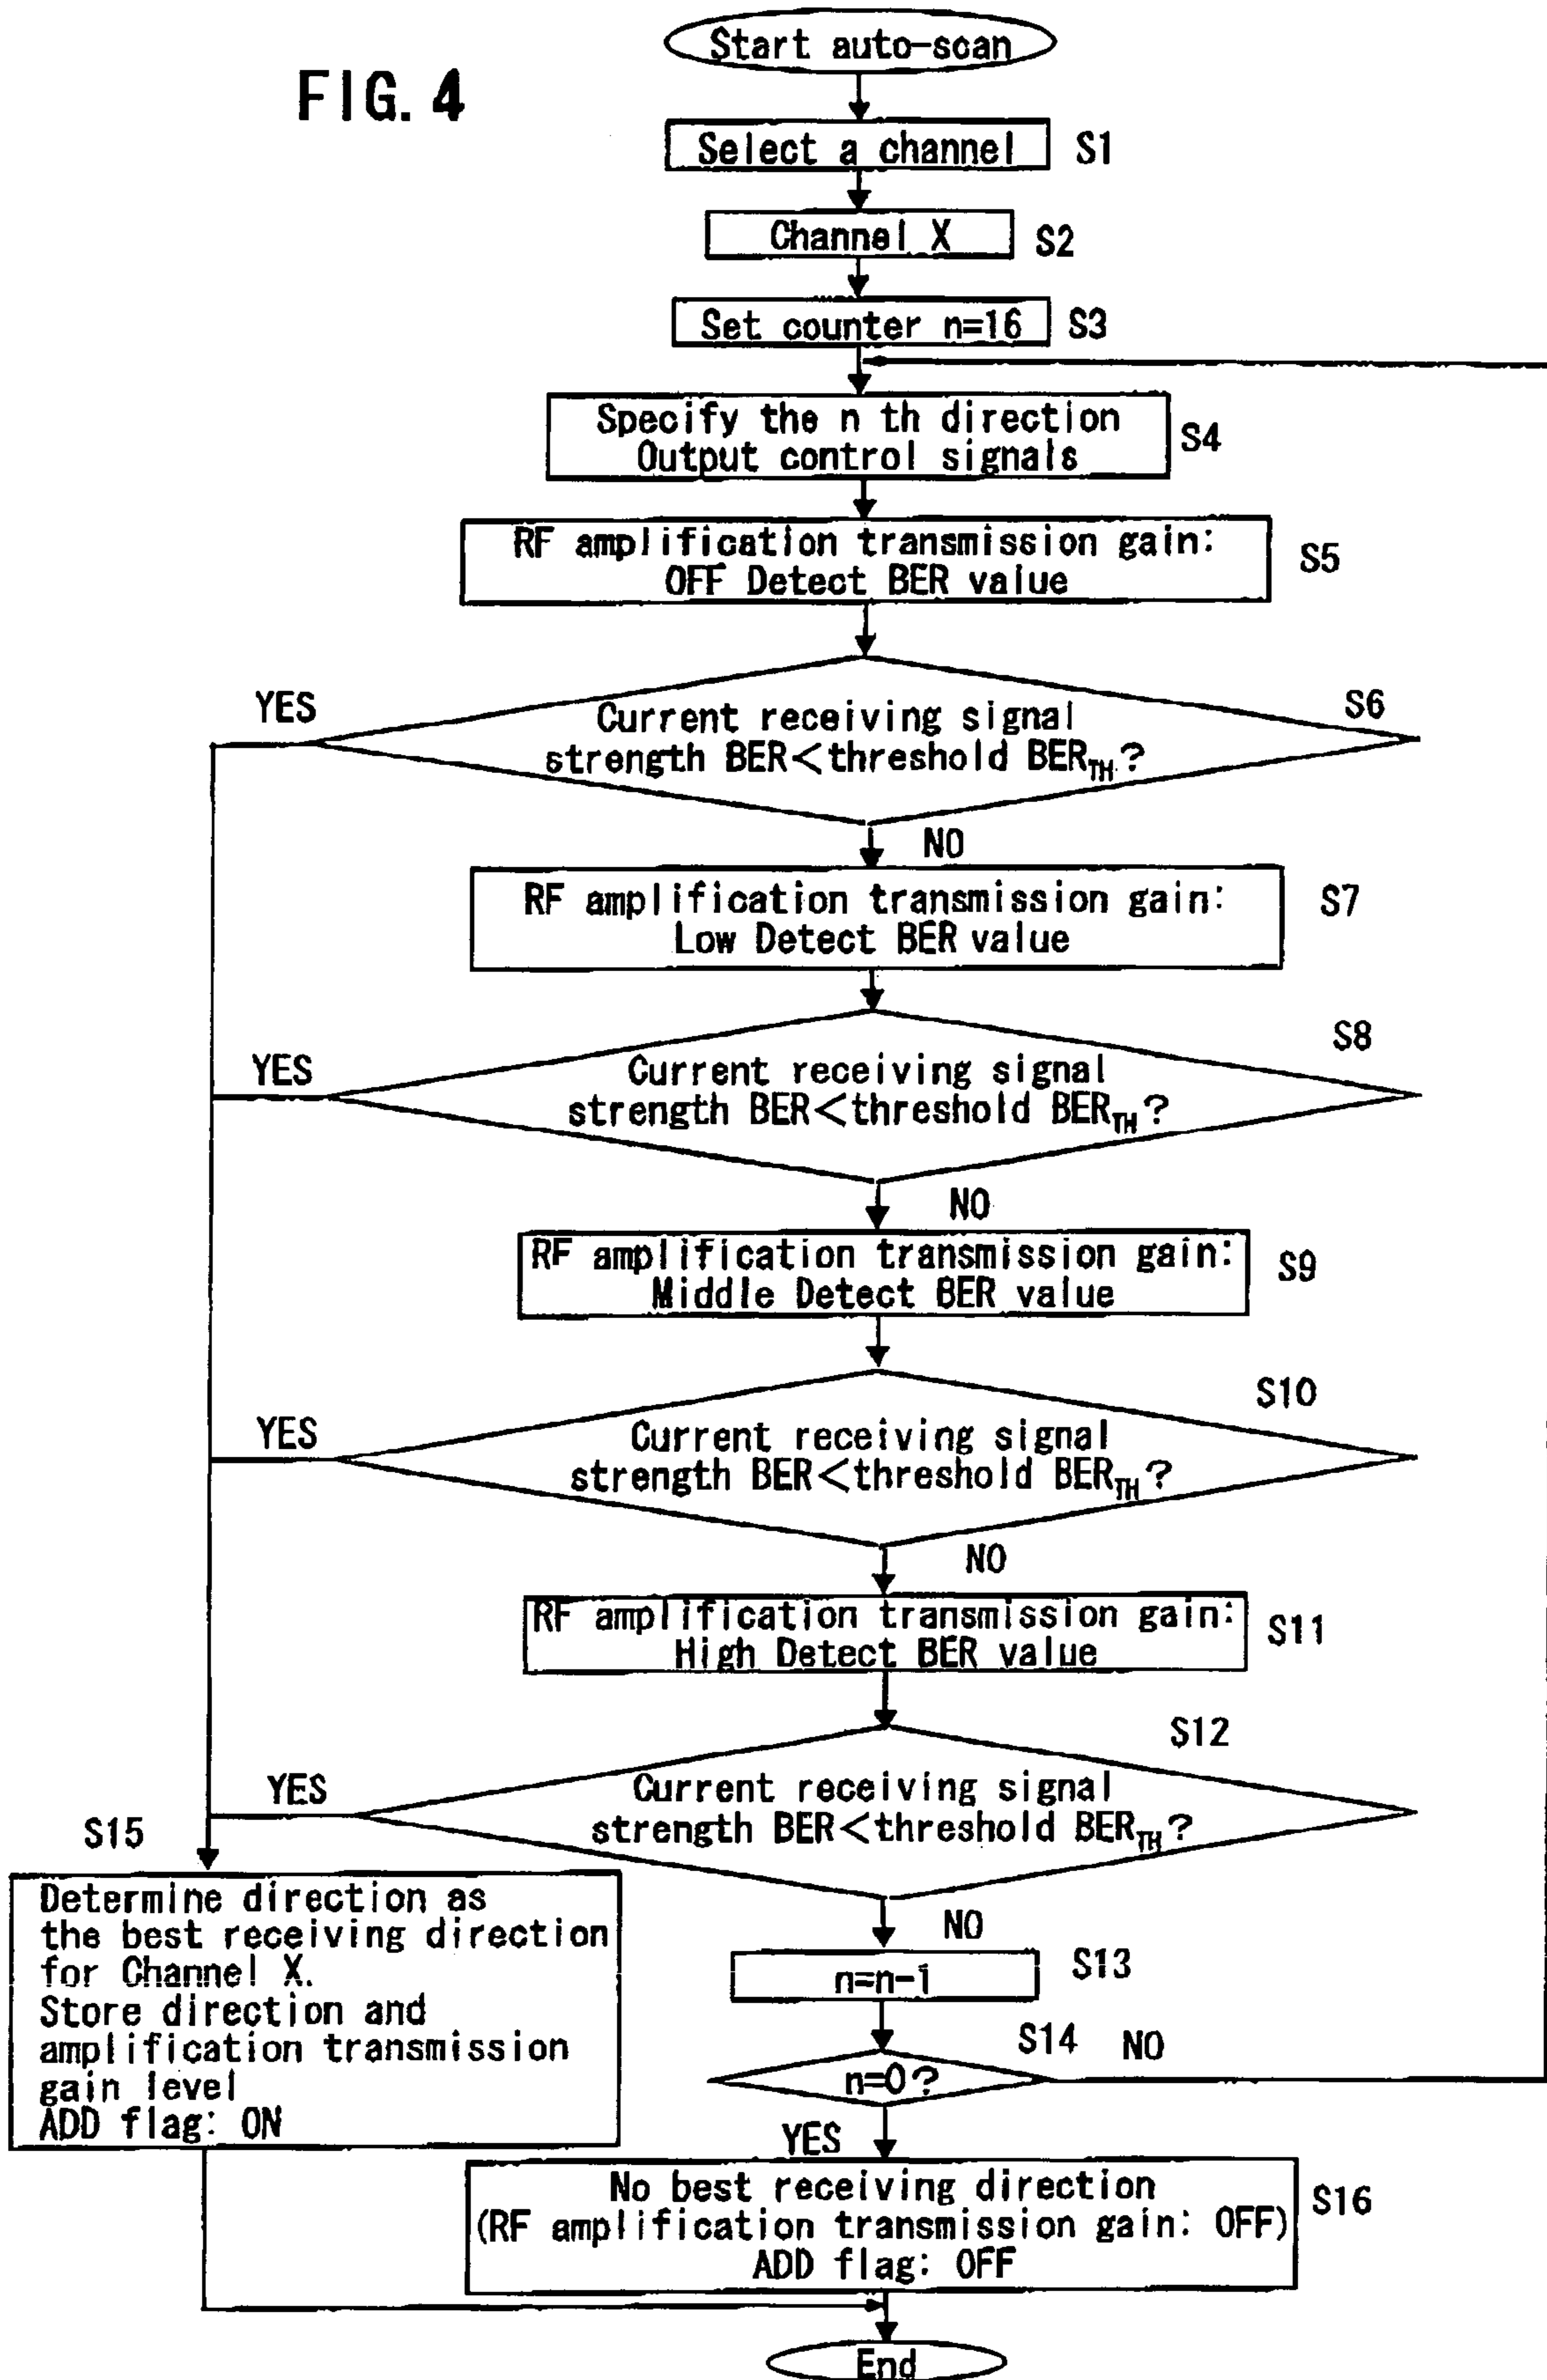 FIG. 4
Start auto-scan
Select a channel S1
Channel X S2
Set counter n=16 S3
Specify the n th direction
Output control signals
S4
RF amplification transmission gain:
OFF Detect BER value
S5
YES
S6
Current receiving signal
strength BER<threshold BER_TH?
NO
RF amplification transmission gain:
Low Detect BER value
S7
S8
YES
Current receiving signal
strength BER<threshold BER_TH?
NO
RF amplification transmission gain:
Middle Detect BER value
S9
S10
YES
Current receiving signal
strength BER<threshold BER_TH?
NO
RF amplification transmission gain:
High Detect BER value
S11
S12
YES
Current receiving signal
strength BER<threshold BER_TH?
S15
Determine direction as
the best receiving direction
for Channel X.
Store direction and
amplification transmission
gain level
ADD flag: ON
NO
n=n-1 S13
S14 NO
n=0?
YES
No best receiving direction
(RF amplification transmission gain: OFF)
ADD flag: OFF
S16
End